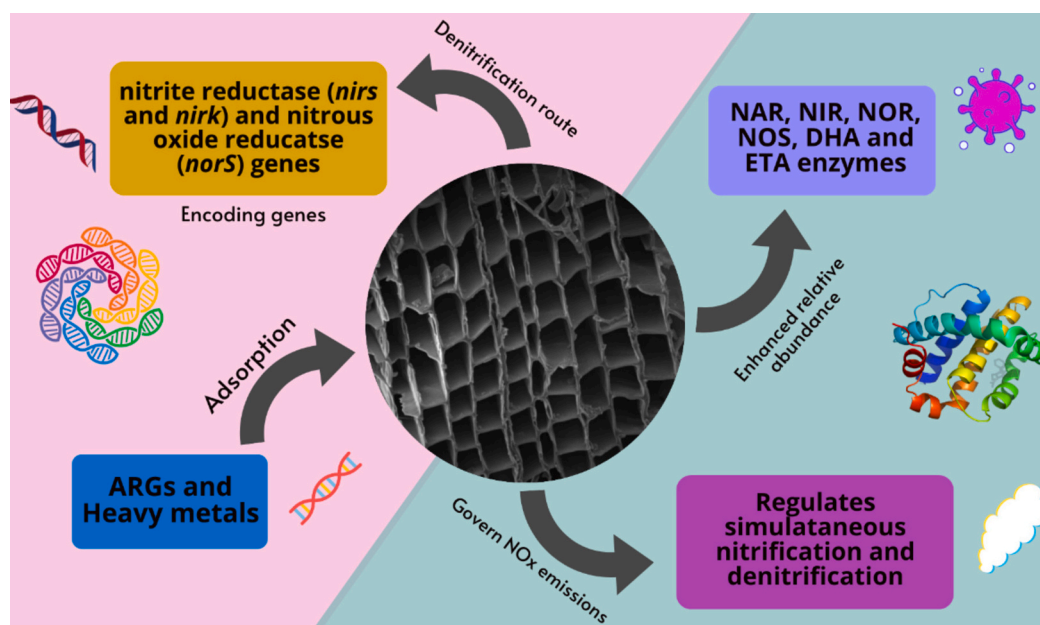 Denitrification route
nitrite reductase (nirs
and nirk) and nitrous
oxide reducatse
(norS) genes
Encoding genes
NAR, NIR, NOR,
NOS, DHA and
ETA enzymes
Adsorption
Enhanced relative
abundance
ARGs and
Heavy metals
Govern NOx emissions
Regulates
simulataneous
nitrification and
denitrification